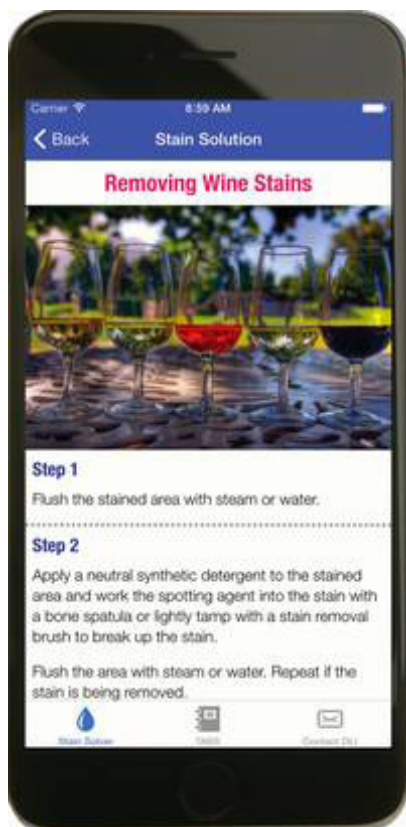 Carrier 8:59 AM
Back Stain Solution
Removing Wine Stains
Step 1
Flush the stained area with steam or water.
Step 2
Apply a neutral synthetic detergent to the stained
area and work the spotting agent into the stain with
a bone spatula or lightly tamp with a stain removal
brush to break up the stain.
Flush the area with steam or water. Repeat if the
stain is being removed.
Stain Solver TABS Contact DLI